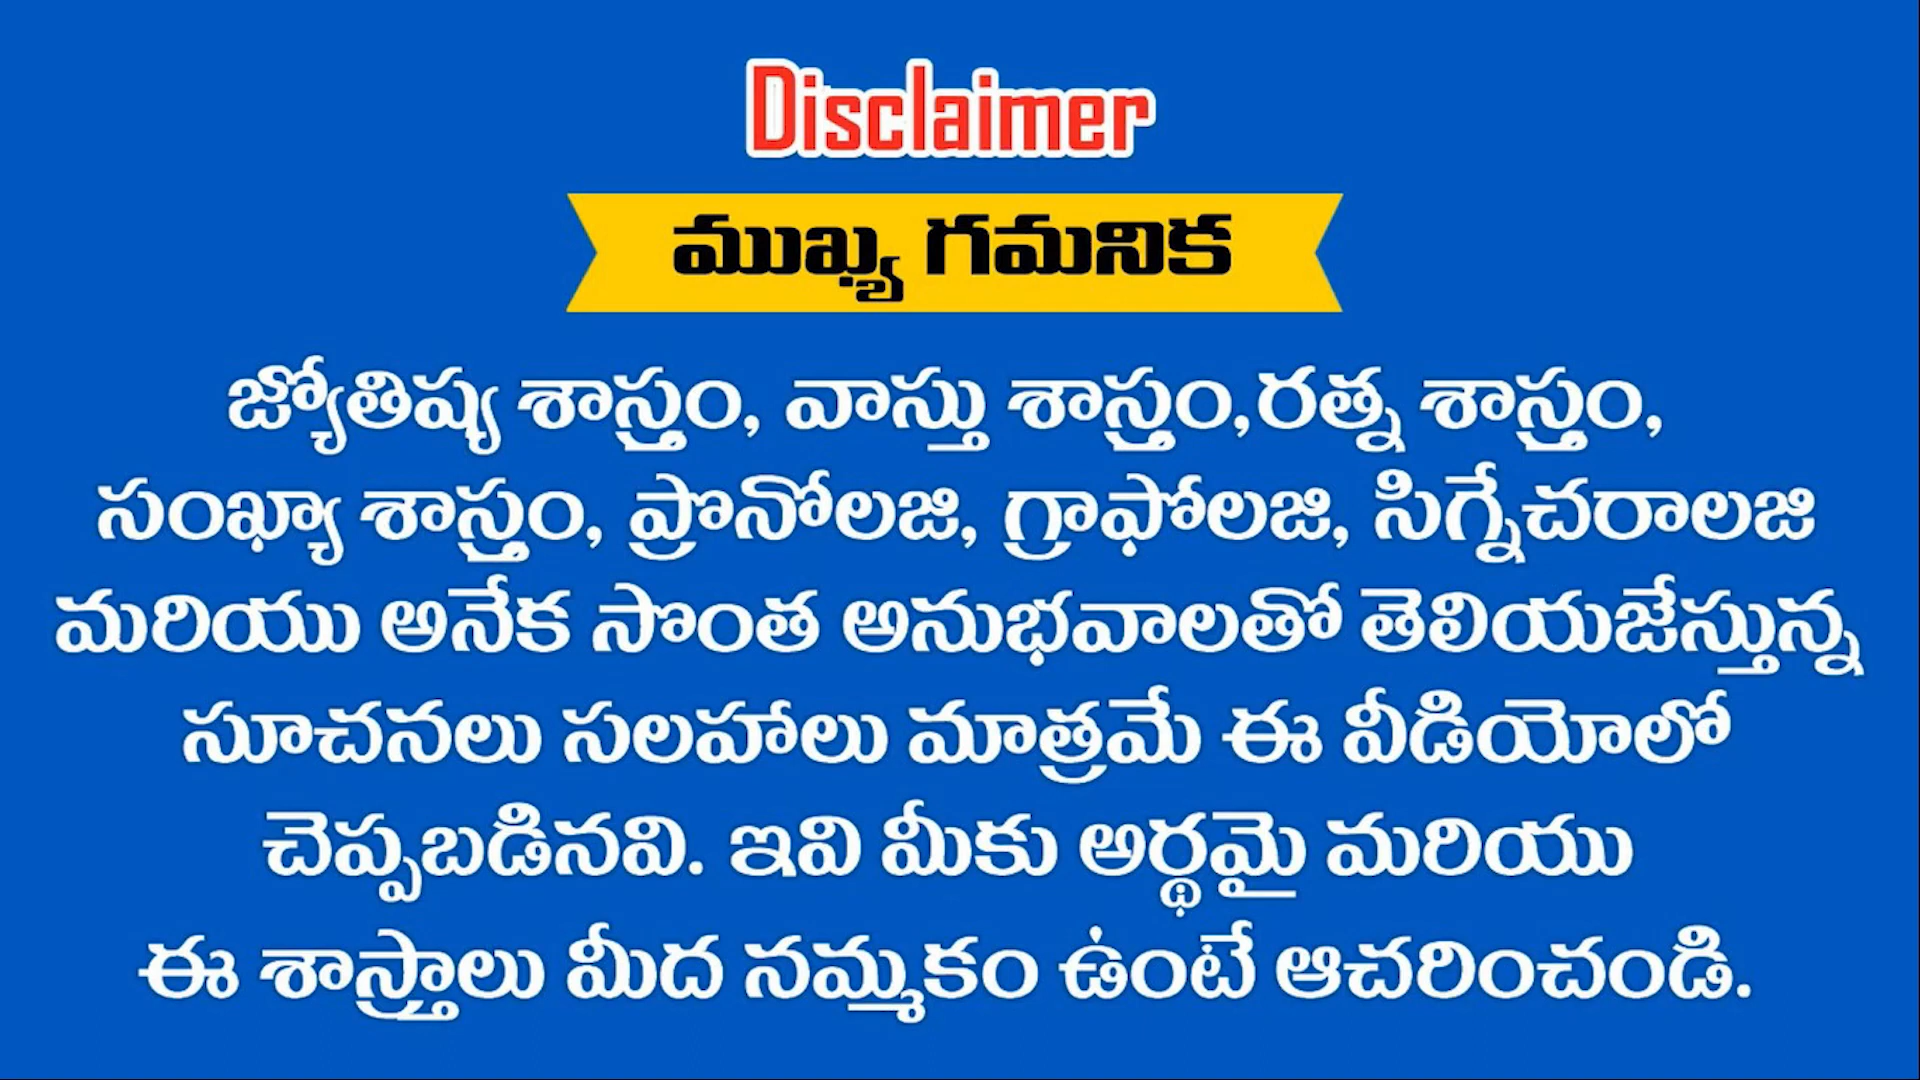 Disclaimer
ముఖ్య గమనిక
జ్యోతిష్య శాస్త్రం, వాస్తు శాస్త్రం,రత్న శాస్త్రం,
సంఖ్యా శాస్త్రం, ప్రొనోలజి, గ్రాఫోలజి, సిగ్నేచరాలజి
మరియు అనేక సొంత అనుభవాలతో తెలియజేస్తున్న
సూచనలు సలహాలు మాత్రమే ఈ వీడియోలో
చెప్పబడినవి. ఇవి మీకు అర్థమై మరియు
ఈ శాస్త్రాలు మీద నమ్మకం ఉంటే ఆచరించండి.